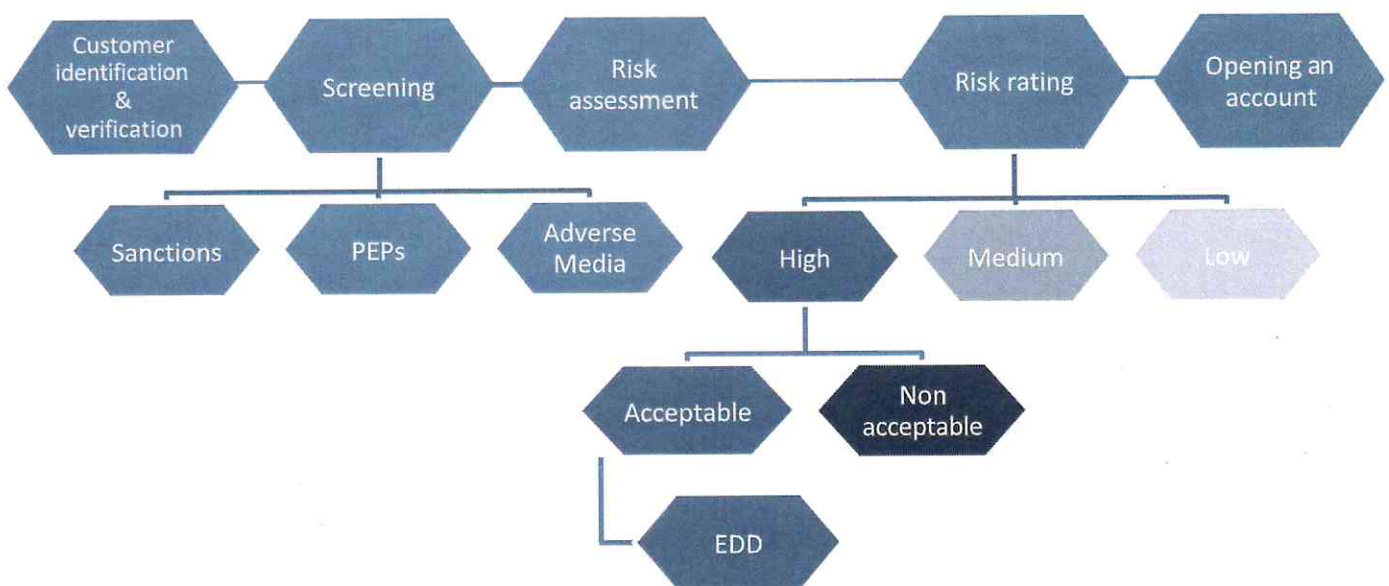 Customer
identification
&
verification
Screening
Risk
assessment
Risk rating
Opening an
account
Sanctions
PEPs
Adverse
Media
High
Medium
Low
Acceptable
Non
acceptable
EDD